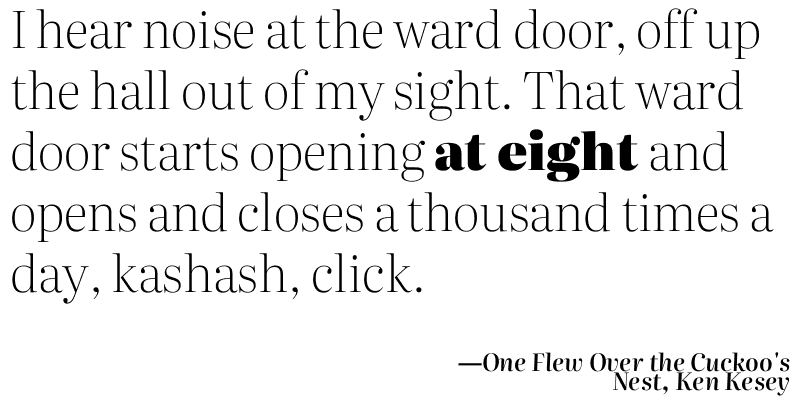 I hear noise at the ward door, off up
the hall out of my sight. That ward
door starts opening at eight and
opens and closes a thousand times a
day, kashash, click.
—One Flew Over the Cuckoo's
Nest, Ken Kesey